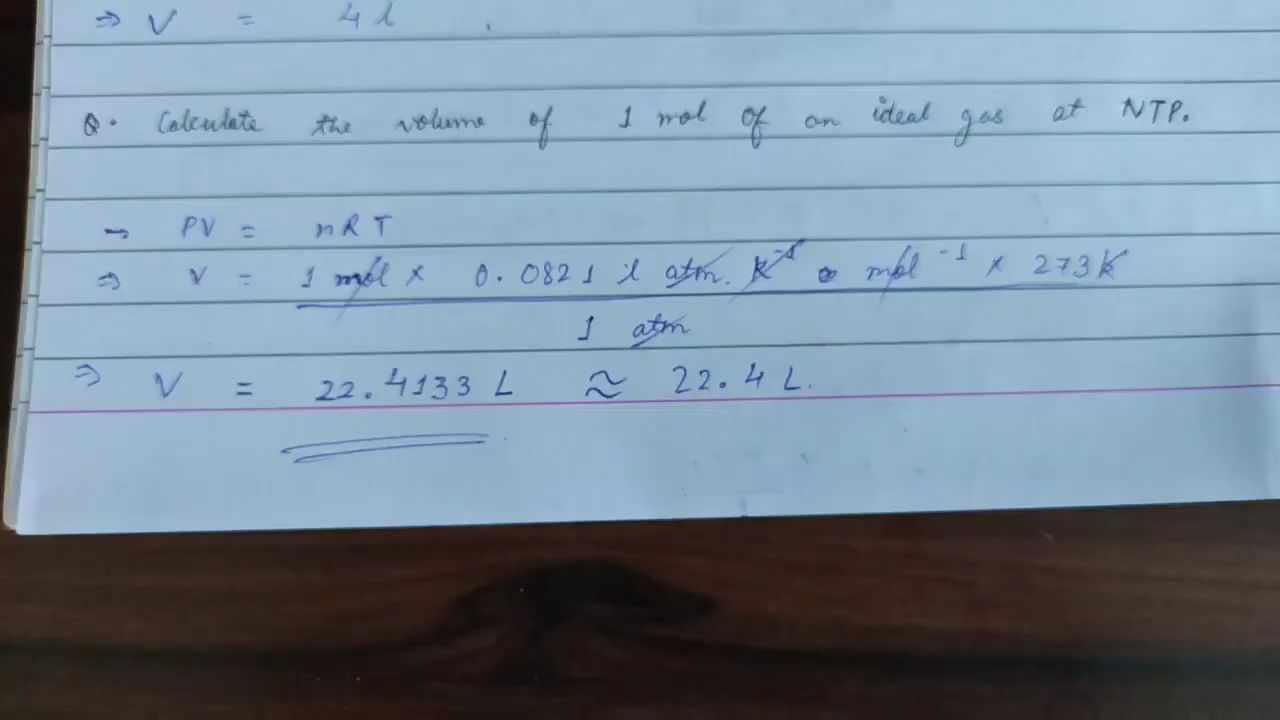 ⇒ V = 4 l
Q. Calculate the volume of 1 mol of an ideal gas at NTP.
→ PV = nRT
⇒ V = 1 mol × 0.0821 l atm. K⁻¹ mol⁻¹ × 273K
1 atm
⇒ V = 22.4133 L ≈ 22.4 L.